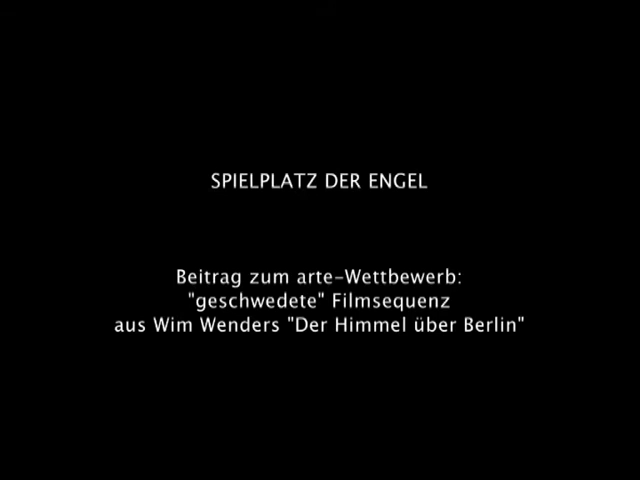 SPIELPLATZ DER ENGEL
Beitrag zum arte-Wettbewerb:
"geschwedete" Filmsequenz
aus Wim Wenders "Der Himmel über Berlin"